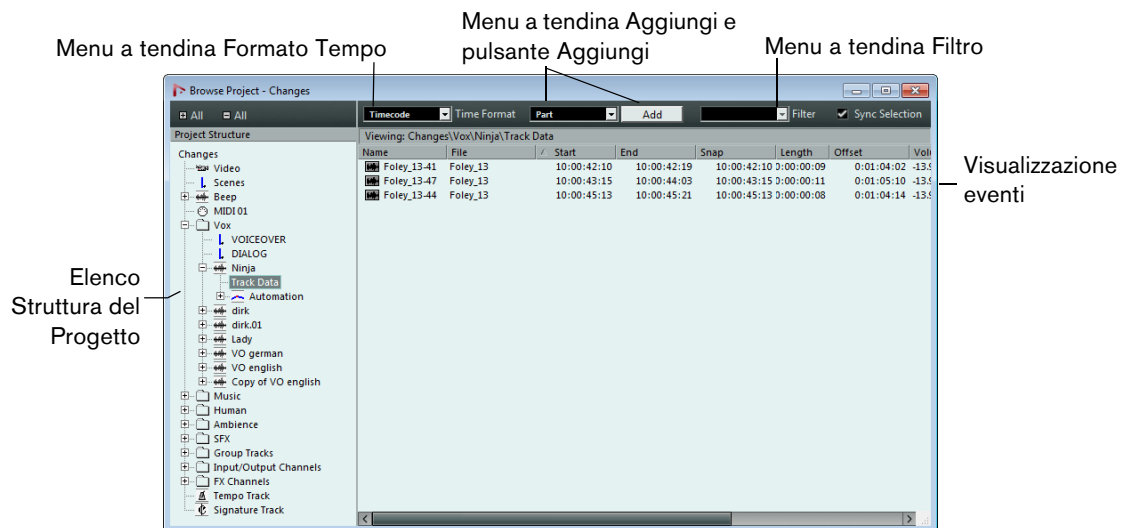 Menu a tendina Aggiungi e
pulsante Aggiungi
Menu a tendina Formato Tempo
Menu a tendina Filtro
Browse Project - Changes
All All
Timecode Time Format Part Add Filter Sync Selection
Project Structure
Viewing: Changes\Vox\Ninja\Track Data
Name File Start End Snap Length Offset
Foley_13-41 Foley_13 10:00:42:10 10:00:42:19 10:00:42:10 0:00:00:09 0:01:04:02 -13.9
Foley_13-47 Foley_13 10:00:43:15 10:00:44:03 10:00:43:15 0:00:00:11 0:01:05:10 -13.9
Foley_13-44 Foley_13 10:00:45:13 10:00:45:21 10:00:45:13 0:00:00:08 0:01:04:14 -13.9
Changes
Video
Scenes
Beep
MIDI 01
Vox
VOICEOVER
DIALOG
Ninja
Track Data
Automation
dirk
dirk.01
Lady
VO german
VO english
Copy of VO english
Music
Human
Ambience
SFX
Group Tracks
Input/Output Channels
FX Channels
Tempo Track
Signature Track
Elenco
Struttura del
Progetto
Visualizzazione
eventi